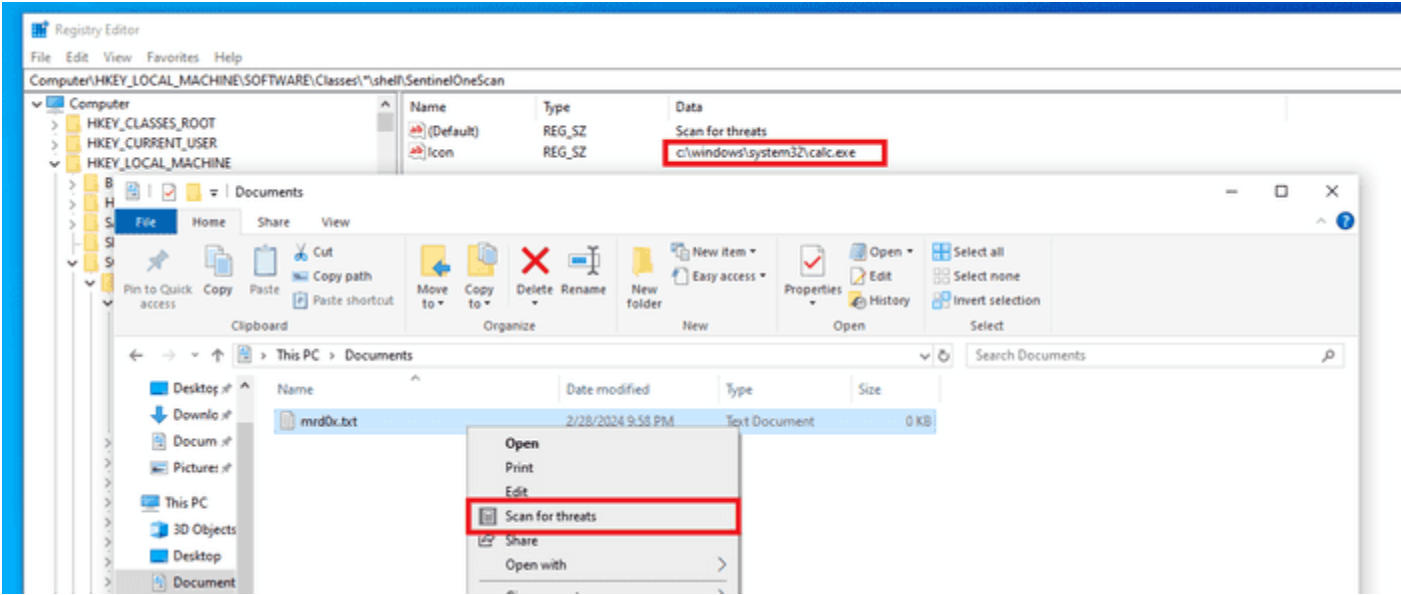 Registry Editor
File Edit View Favorites Help
Computer\HKEY_LOCAL_MACHINE\SOFTWARE\Classes\*\shell\SentinelOneScan
Computer
HKEY_CLASSES_ROOT
HKEY_CURRENT_USER
HKEY_LOCAL_MACHINE
Name Type Data
(Default) REG_SZ Scan for threats
Icon REG_SZ c:\windows\system32\calc.exe
Documents
File Home Share View
Pin to Quick access
Copy
Paste
Cut
Copy path
Paste shortcut
Clipboard
Move to
Copy to
Delete
Rename
Organize
New folder
New item
Easy access
New
Properties
Open
Edit
History
Open
Select all
Select none
Invert selection
Select
This PC > Documents
Search Documents
Desktop
Downlo
Docum
Pictures
This PC
3D Objects
Desktop
Document
Name Date modified Type Size
mrd0x.txt 2/28/2024 9:58 PM Text Document 0 KB
Open
Print
Edit
Scan for threats
Share
Open with